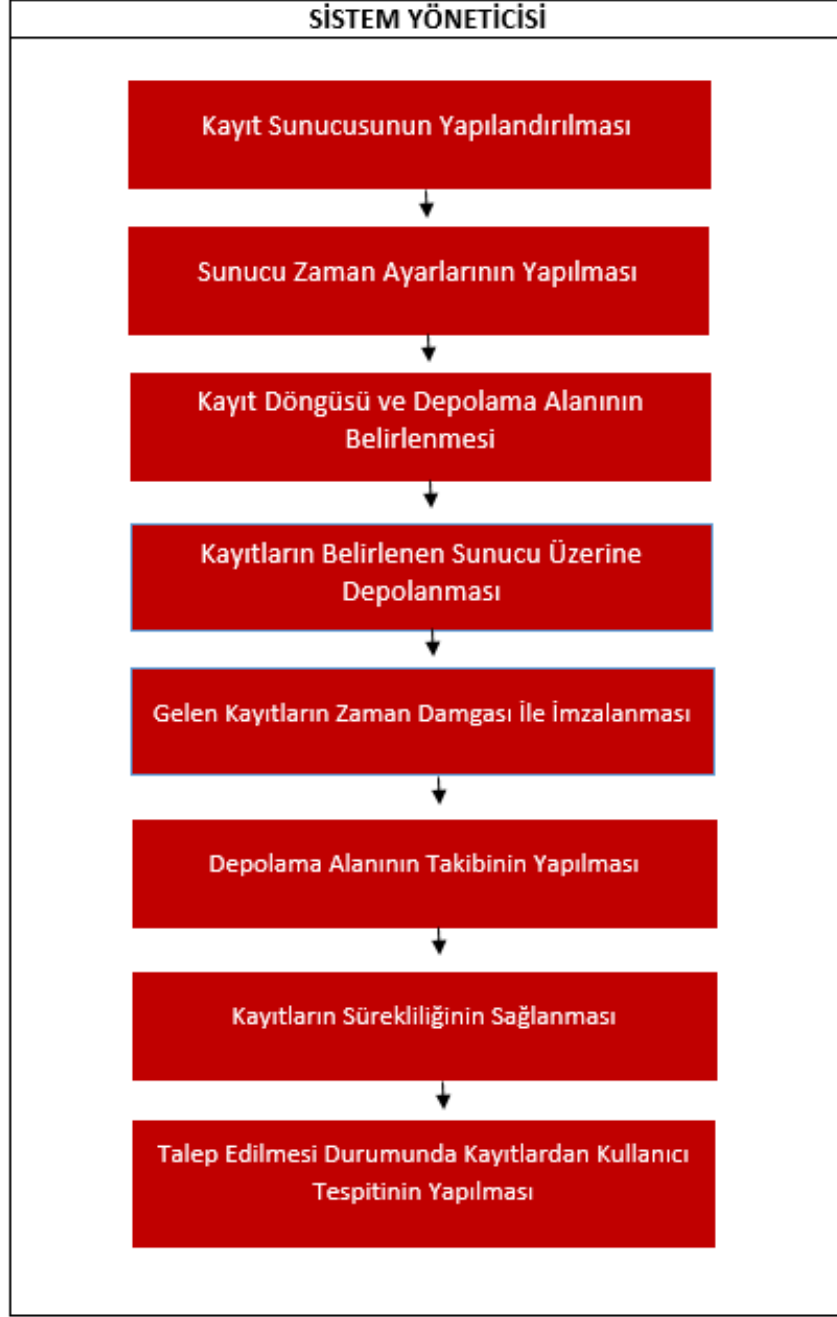 SİSTEM YÖNETİCİSİ
Kayıt Sunucusunun Yapılandırılması
Sunucu Zaman Ayarlarının Yapılması
Kayıt Döngüsü ve Depolama Alanının
Belirlenmesi
Kayıtların Belirlenen Sunucu Üzerine
Depolanması
Gelen Kayıtların Zaman Damgası İle İmzalanması
Depolama Alanının Takibinin Yapılması
Kayıtların Sürekliliğinin Sağlanması
Talep Edilmesi Durumunda Kayıtlardan Kullanıcı
Tespitinin Yapılması